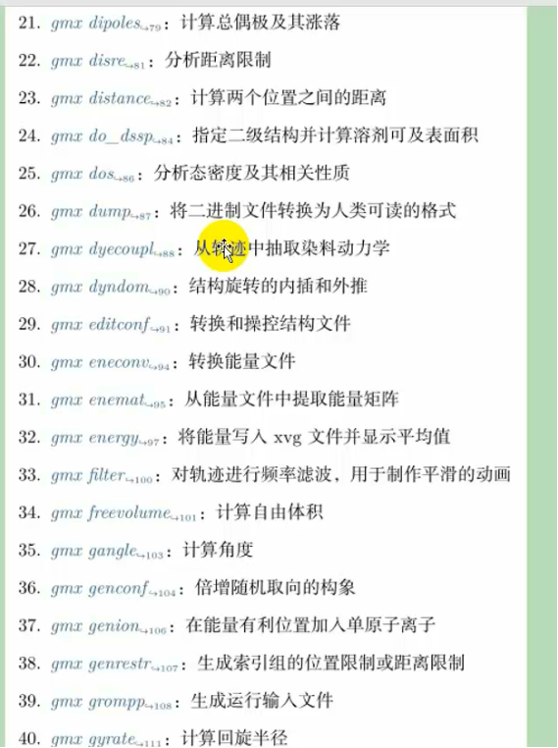 21. gmx dipoles↪79：计算总偶极及其涨落
22. gmx disre↪81：分析距离限制
23. gmx distance↪82：计算两个位置之间的距离
24. gmx do_dssp↪84：指定二级结构并计算溶剂可及表面积
25. gmx dos↪86：分析态密度及其相关性质
26. gmx dump↪87：将二进制文件转换为人类可读的格式
27. gmx dyecoupl↪88：从轨迹中抽取染料动力学
28. gmx dyndom↪90：结构旋转的内插和外推
29. gmx editconf↪91：转换和操控结构文件
30. gmx eneconv↪94：转换能量文件
31. gmx enemat↪95：从能量文件中提取能量矩阵
32. gmx energy↪97：将能量写入 xvg 文件并显示平均值
33. gmx filter↪100：对轨迹进行频率滤波，用于制作平滑的动画
34. gmx freevolume↪101：计算自由体积
35. gmx gangle↪103：计算角度
36. gmx genconf↪104：倍增随机取向的构象
37. gmx genion↪106：在能量有利位置加入单原子离子
38. gmx genrestr↪107：生成索引组的位置限制或距离限制
39. gmx grompp↪108：生成运行输入文件
40. gmx gyrate↪111：计算回旋半径